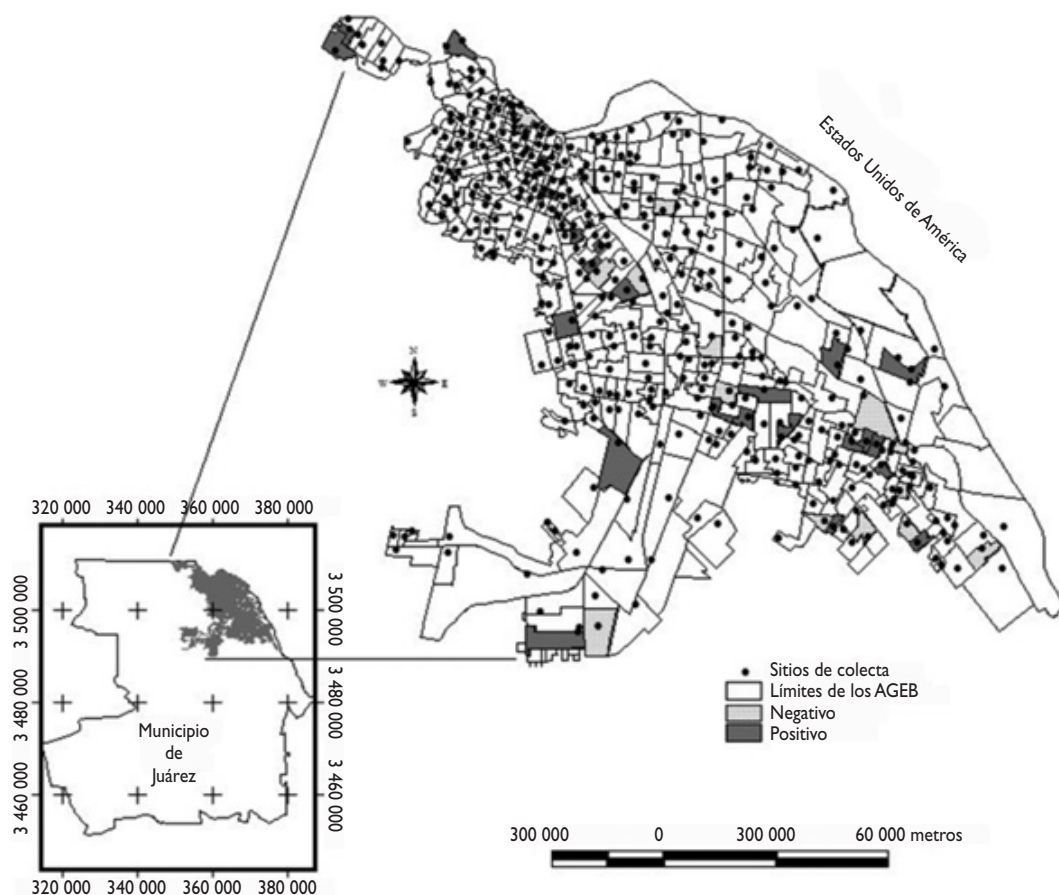 Estados Unidos de América
N
W
E
S
320 000 340 000 360 000 380 000
3 500 000
3 480 000
3 460 000
3 500 000
3 480 000
3 460 000
Municipio
de
Juárez
320 000 340 000 360 000 380 000
Sitios de colecta
Límites de los AGEB
Negativo
Positivo
300 000 0 300 000 60 000 metros